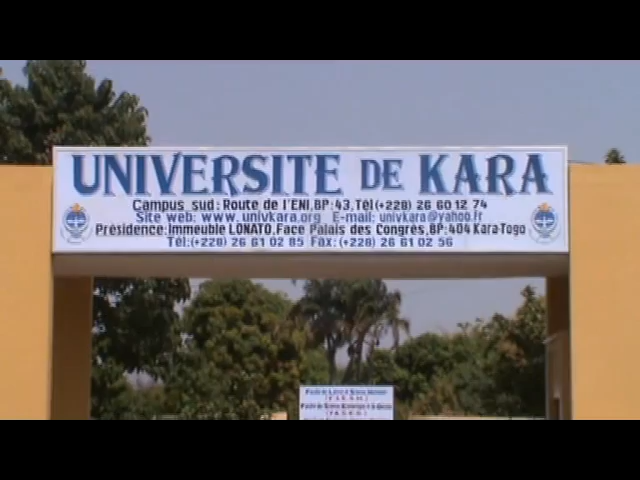 UNIVERSITE DE KARA
Campus sud: Route de l'ENI,BP:43,Tél(+228) 26 60 12 74
Site web: www.univkara.org E-mail: univkara@yahoo.fr
Présidence:Immeuble LONATO,Face Palais des Congrès,BP:404 Kara-Togo
Tél:(+228) 26 61 02 85 Fax:(+228) 26 61 02 56